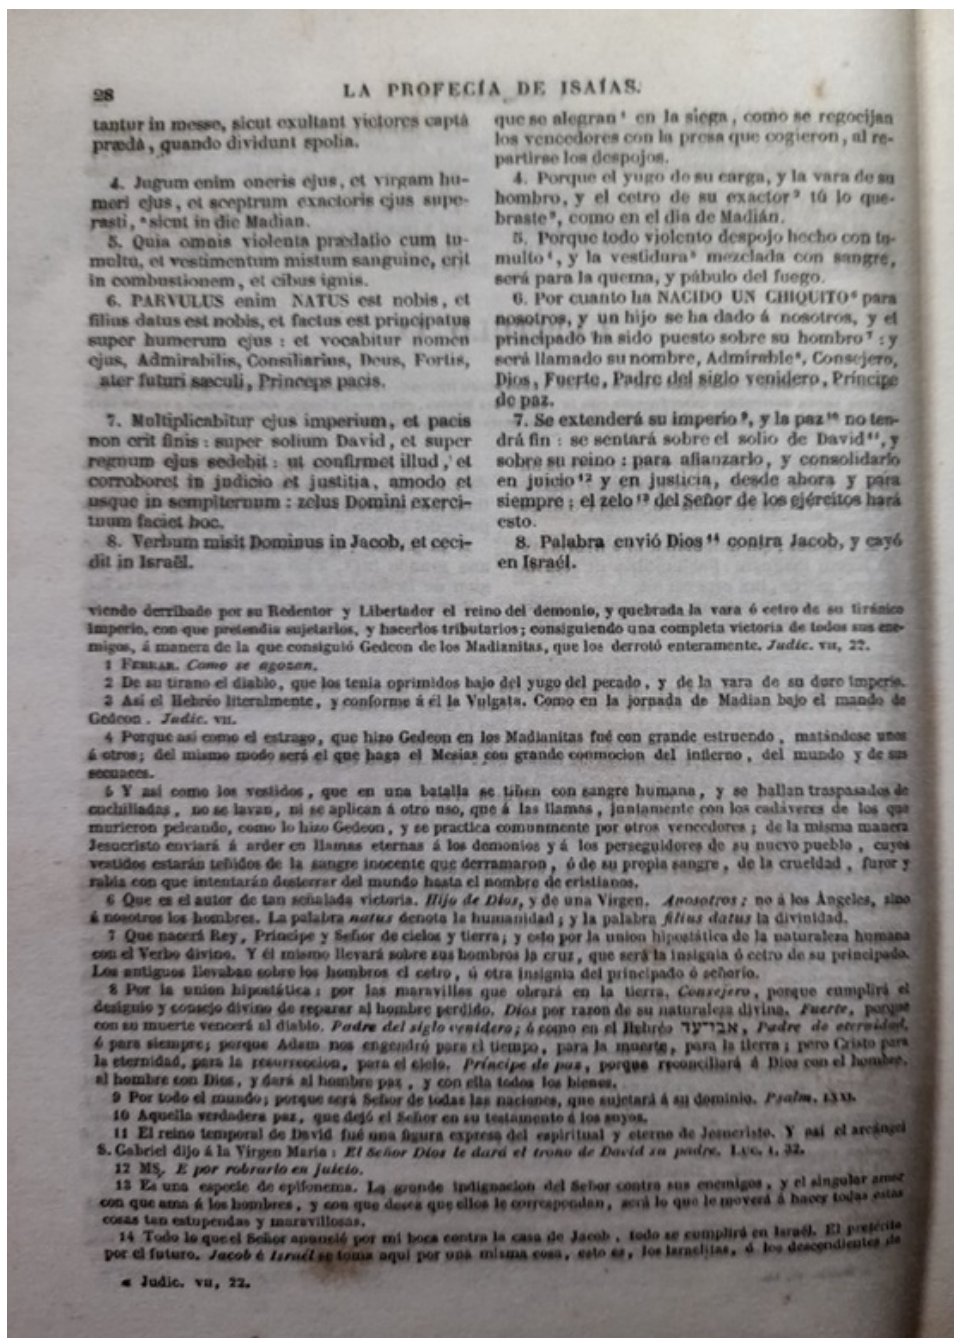 28
LA PROFECÍA DE ISAÍAS.
tantur in messe, sicut exultant victores captâ
prædâ, quando dividunt spolia.
4. Jugum enim oneris ejus, et virgam hu-
meri ejus, et sceptrum exactoris ejus supe-
rasti, ª sicut in die Madian.
5. Quia omnis violenta prædatio cum tu-
multu, et vestimentum mistum sanguine, erit
in combustionem, et cibus ignis.
6. PARVULUS enim NATUS est nobis, et
filius datus est nobis, et factus est principatus
super humerum ejus : et vocabitur nomen
ejus, Admirabilis, Consiliarius, Deus, Fortis,
ater futuri sæculi, Princeps pacis.
7. Multiplicabitur ejus imperium, et pacis
non erit finis : super solium David, et super
regnum ejus sedebit : ut confirmet illud, et
corroboret in judicio et justitia, amodo et
usque in sempiternum : zelus Domini exerci-
tuum faciet hoc.
8. Verbum misit Dominus in Jacob, et ceci-
dit in Israël.
que se alegran ¹ en la siega, como se regocijan
los vencedores con la presa que cogieron, al re-
partirse los despojos.
4. Porque el yugo de su carga, y la vara de su
hombro, y el cetro de su exactor ² tú lo que-
braste ³, como en el dia de Madián.
5. Porque todo violento despojo hecho con tu-
multo ⁴, y la vestidura ⁵ mezclada con sangre,
será para la quema, y pábulo del fuego.
6. Por cuanto ha NACIDO UN CHIQUITO ⁶ para
nosotros, y un hijo se ha dado á nosotros, y el
principado ha sido puesto sobre su hombro ⁷ : y
será llamado su nombre, Admirable ⁸, Consejero,
Dios, Fuerte, Padre del siglo venidero, Príncipe
de paz.
7. Se extenderá su imperio ⁹, y la paz ¹⁰ no ten-
drá fin : se sentará sobre el solio de David ¹¹, y
sobre su reino : para afianzarlo, y consolidarlo
en juicio ¹² y en justicia, desde ahora y para
siempre : el zelo ¹³ del Señor de los ejércitos hará
esto.
8. Palabra envió Dios ¹⁴ contra Jacob, y cayó
en Israél.
viendo derribado por su Redentor y Libertador el reino del demonio, y quebrada la vara ó cetro de su tiránico
imperio, con que pretendia sujetarlos, y hacerlos tributarios; consiguiendo una completa victoria de todos sus ene-
migos, á manera de la que consiguió Gedeon de los Madianitas, que los derrotó enteramente. Judic. VII, 22.
1 FERRAR. Como se agozan.
2 De su tirano el diablo, que los tenia oprimidos bajo del yugo del pecado, y de la vara de su duro imperio.
3 Así el Hebréo literalmente, y conforme á él la Vulgata. Como en la jornada de Madian bajo el mando de
Gedeon. Judic. VII.
4 Porque así como el estrago, que hizo Gedeon en los Madianitas fué con grande estruendo, matándose unos
á otros; del mismo modo será el que haga el Mesías con grande conmocion del infierno, del mundo y de sus
secuaces.
5 Y así como los vestidos, que en una batalla se tiñen con sangre humana, y se hallan traspasados de
cuchilladas, no se lavan, ni se aplican á otro uso, que á las llamas, juntamente con los cadáveres de los que
murieron peleando, como lo hizo Gedeon, y se practica comunmente por otros vencedores; de la misma manera
Jesucristo enviará á arder en llamas eternas á los demonios y á los perseguidores de su nuevo pueblo, cuyos
vestidos estarán teñidos de la sangre inocente que derramaron, ó de su propia sangre, de la crueldad, furor y
rabia con que intentarán desterrar del mundo hasta el nombre de cristianos.
6 Que es el autor de tan señalada victoria. Hijo de Dios, y de una Virgen. A nosotros; no á los Ángeles, sino
á nosotros los hombres. La palabra natus denota la humanidad; y la palabra filius datus la divinidad.
7 Que nacerá Rey, Príncipe y Señor de cielos y tierra; y esto por la union hipostática de la naturaleza humana
con el Verbo divino. Y él mismo llevará sobre sus hombros la cruz, que será la insignia ó cetro de su principado.
Los antiguos llevaban sobre los hombros el cetro, ú otra insignia del principado ó señorío.
8 Por la union hipostática: por las maravillas que obrará en la tierra. Consejero, porque cumplirá el
designio y consejo divino de reparar al hombre perdido. Dios por razon de su naturaleza divina. Fuerte, porque
con su muerte vencerá al diablo. Padre del siglo venidero; ó como en el Hebréo אבי־עד, Padre de eternidad,
ó para siempre; porque Adam nos engendró para el tiempo, para la muerte, para la tierra; pero Cristo para
la eternidad, para la resurreccion, para el cielo. Príncipe de paz, porque reconciliará á Dios con el hombre,
al hombre con Dios, y dará al hombre paz, y con ella todos los bienes.
9 Por todo el mundo; porque será Señor de todas las naciones, que sujetará á su dominio. Psalm. LXXI.
10 Aquella verdadera paz, que dejó el Señor en su testamento á los suyos.
11 El reino temporal de David fué una figura expresa del espiritual y eterno de Jesucristo. Y así el arcángel
S. Gabriel dijo á la Vírgen María : El Señor Dios le dará el trono de David su padre. LUC. I, 32.
12 MS. E por robrarlo en juicio.
13 Es una especie de epifonema. La grande indignacion del Señor contra sus enemigos, y el singular amor
con que ama á los hombres, y con que desea que ellos le correspondan, será lo que le moverá á hacer todas estas
cosas tan estupendas y maravillosas.
14 Todo lo que el Señor anunció por mi boca contra la casa de Jacob, todo se cumplirá en Israél. El pretérito
por el futuro. Jacob é Israél se toma aquí por una misma cosa, esto es, los Israelitas, ó los descendientes de
a Judic. VII, 22.